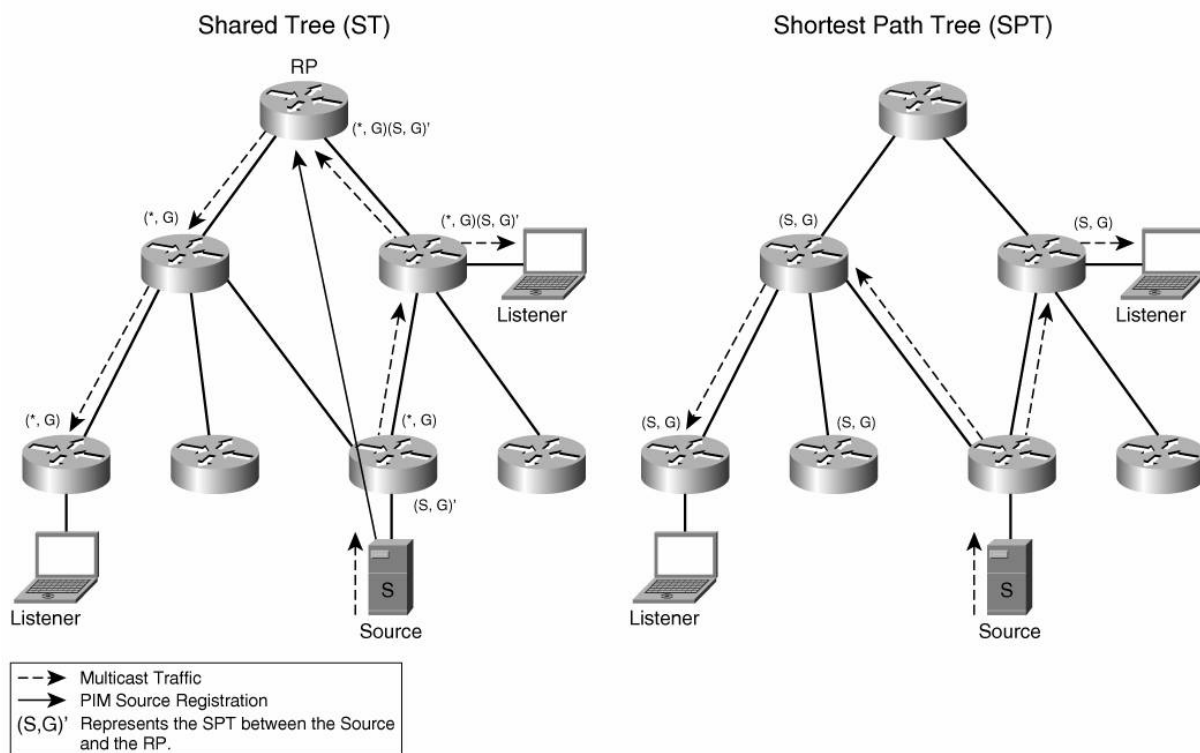 Shared Tree (ST)
RP
(*, G)(S, G)'
(*, G)
(*, G)(S, G)'
Listener
(*, G)
(*, G)
(S, G)'
S
Listener
Source
Multicast Traffic
PIM Source Registration
(S,G)' Represents the SPT between the Source
and the RP.
Shortest Path Tree (SPT)
(S, G)
(S, G)
Listener
(S, G)
(S, G)
S
Listener
Source